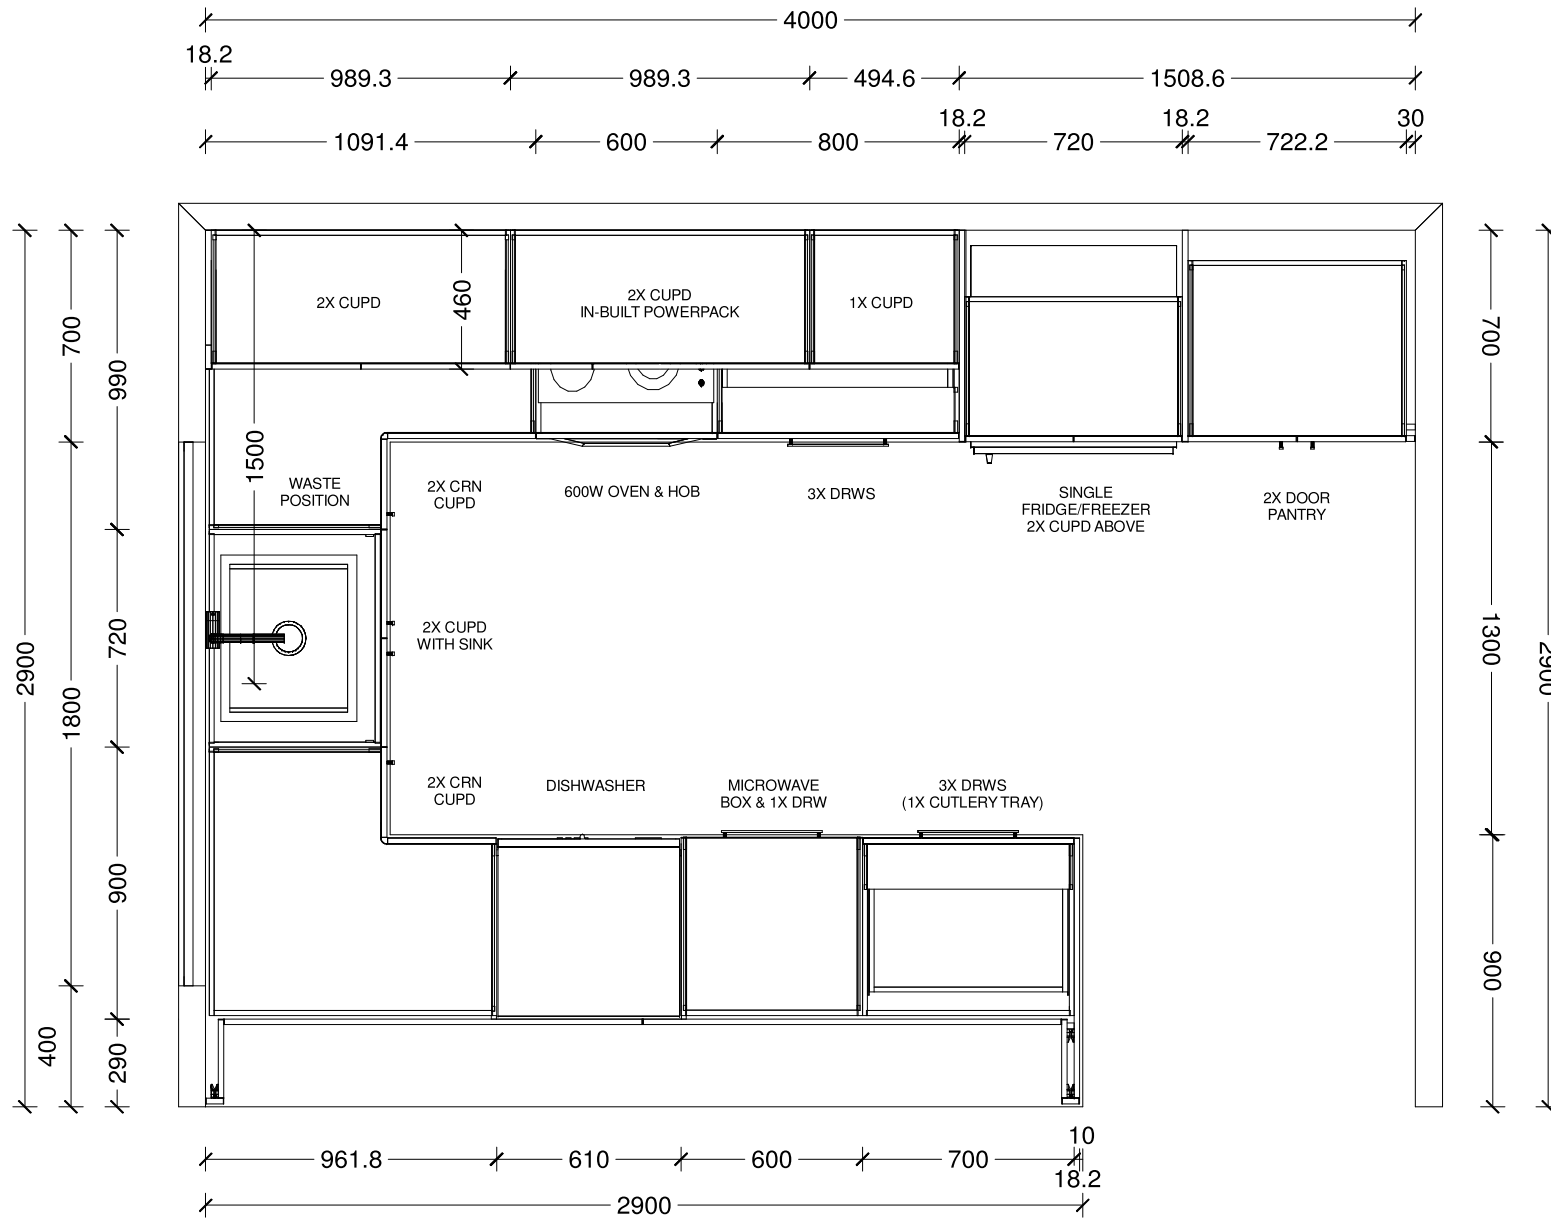 4000
18.2
989.3
989.3
494.6
1508.6
18.2
18.2
30
1091.4
600
800
720
722.2
2X CUPD
460
2X CUPD
IN-BUILT POWERPACK
1X CUPD
700
990
1500
700
WASTE
POSITION
2X CRN
CUPD
600W OVEN & HOB
3X DRWS
SINGLE
FRIDGE/FREEZER
2X CUPD ABOVE
2X DOOR
PANTRY
2900
1800
720
2X CUPD
WITH SINK
1300
2900
2X CRN
CUPD
DISHWASHER
MICROWAVE
BOX & 1X DRW
3X DRWS
(1X CUTLERY TRAY)
900
900
400
290
961.8
610
600
700
10
18.2
2900